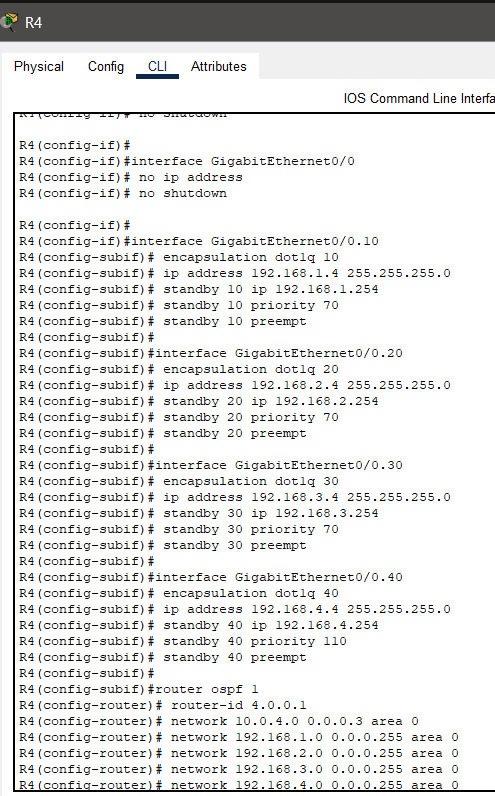 R4
Physical
Config
CLI
Attributes
IOS Command Line Interfa
R4(config-if)# no shutdown
R4(config-if)#
R4(config-if)#interface GigabitEthernet0/0
R4(config-if)# no ip address
R4(config-if)# no shutdown
R4(config-if)#
R4(config-if)#interface GigabitEthernet0/0.10
R4(config-subif)# encapsulation dot1q 10
R4(config-subif)# ip address 192.168.1.4 255.255.255.0
R4(config-subif)# standby 10 ip 192.168.1.254
R4(config-subif)# standby 10 priority 70
R4(config-subif)# standby 10 preempt
R4(config-subif)#
R4(config-subif)#interface GigabitEthernet0/0.20
R4(config-subif)# encapsulation dot1q 20
R4(config-subif)# ip address 192.168.2.4 255.255.255.0
R4(config-subif)# standby 20 ip 192.168.2.254
R4(config-subif)# standby 20 priority 70
R4(config-subif)# standby 20 preempt
R4(config-subif)#
R4(config-subif)#interface GigabitEthernet0/0.30
R4(config-subif)# encapsulation dot1q 30
R4(config-subif)# ip address 192.168.3.4 255.255.255.0
R4(config-subif)# standby 30 ip 192.168.3.254
R4(config-subif)# standby 30 priority 70
R4(config-subif)# standby 30 preempt
R4(config-subif)#
R4(config-subif)#interface GigabitEthernet0/0.40
R4(config-subif)# encapsulation dot1q 40
R4(config-subif)# ip address 192.168.4.4 255.255.255.0
R4(config-subif)# standby 40 ip 192.168.4.254
R4(config-subif)# standby 40 priority 110
R4(config-subif)# standby 40 preempt
R4(config-subif)#
R4(config-subif)#router ospf 1
R4(config-router)# router-id 4.0.0.1
R4(config-router)# network 10.0.4.0 0.0.0.3 area 0
R4(config-router)# network 192.168.1.0 0.0.0.255 area 0
R4(config-router)# network 192.168.2.0 0.0.0.255 area 0
R4(config-router)# network 192.168.3.0 0.0.0.255 area 0
R4(config-router)# network 192.168.4.0 0.0.0.255 area 0